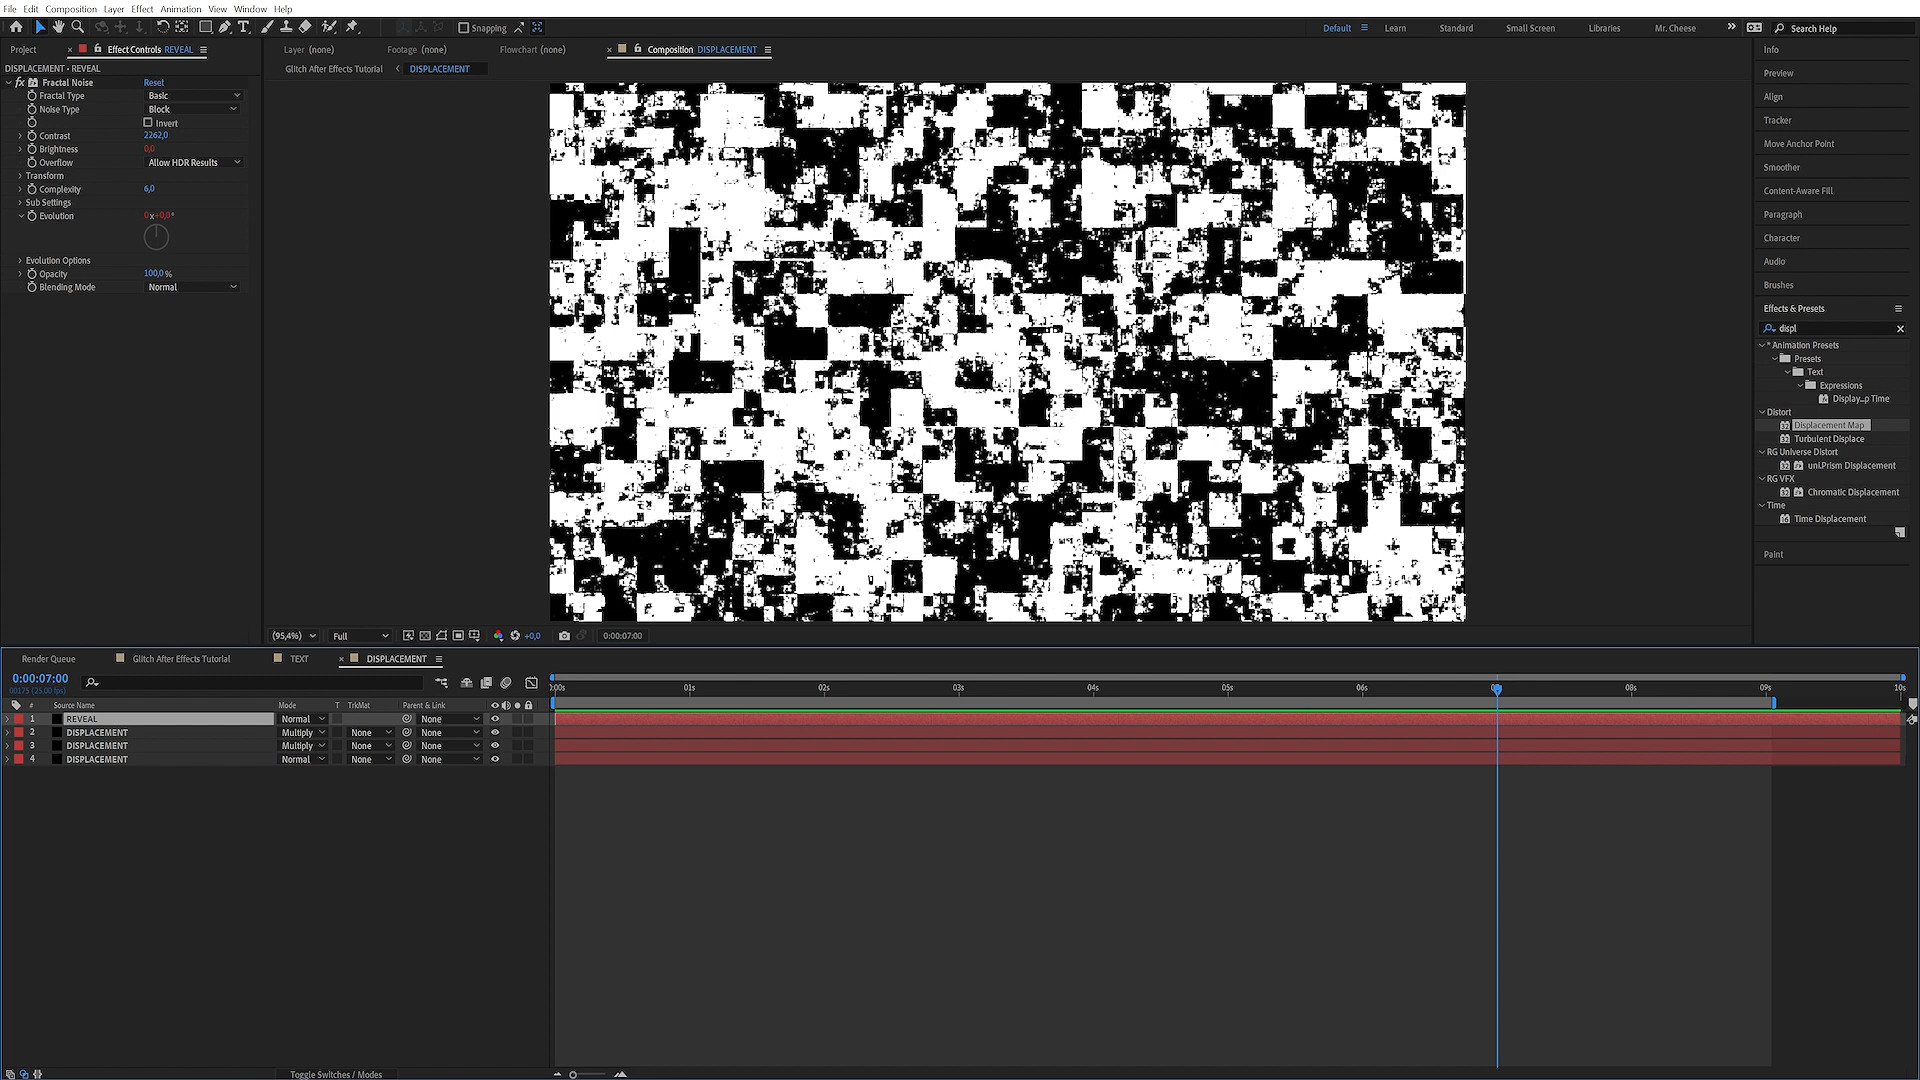 File Edit Composition Layer Effect Animation View Window Help
Snapping
Default Learn Standard Small Screen Libraries Mr. Cheese Search Help
Project Effect Controls REVEAL
Layer (none) Footage (none) Flowchart (none) Composition DISPLACEMENT
DISPLACEMENT • REVEAL
Glitch After Effects Tutorial DISPLACEMENT
fx Fractal Noise Reset
Fractal Type Basic
Noise Type Block
Invert
Contrast 2262,0
Brightness 0,0
Overflow Allow HDR Results
Transform
Complexity 6,0
Sub Settings
Evolution 0x+0,0°
Evolution Options
Opacity 100,0 %
Blending Mode Normal
(95,4%) Full +0,0 0:00:07:00
Info
Preview
Align
Tracker
Move Anchor Point
Smoother
Content-Aware Fill
Paragraph
Character
Audio
Brushes
Effects & Presets
displ
* Animation Presets
Presets
Text
Expressions
Display...p Time
Distort
Displacement Map
Turbulent Displace
RG Universe Distort
uni.Prism Displacement
RG VFX
Chromatic Displacement
Time
Time Displacement
Paint
Render Queue Glitch After Effects Tutorial TEXT DISPLACEMENT
0:00:07:00
00175 (25.00 fps)
:00s 01s 02s 03s 04s 05s 06s 08s 09s 10s
# Source Name Mode T TrkMat Parent & Link
1 REVEAL Normal None
2 DISPLACEMENT Multiply None None
3 DISPLACEMENT Multiply None None
4 DISPLACEMENT Normal None None
Toggle Switches / Modes